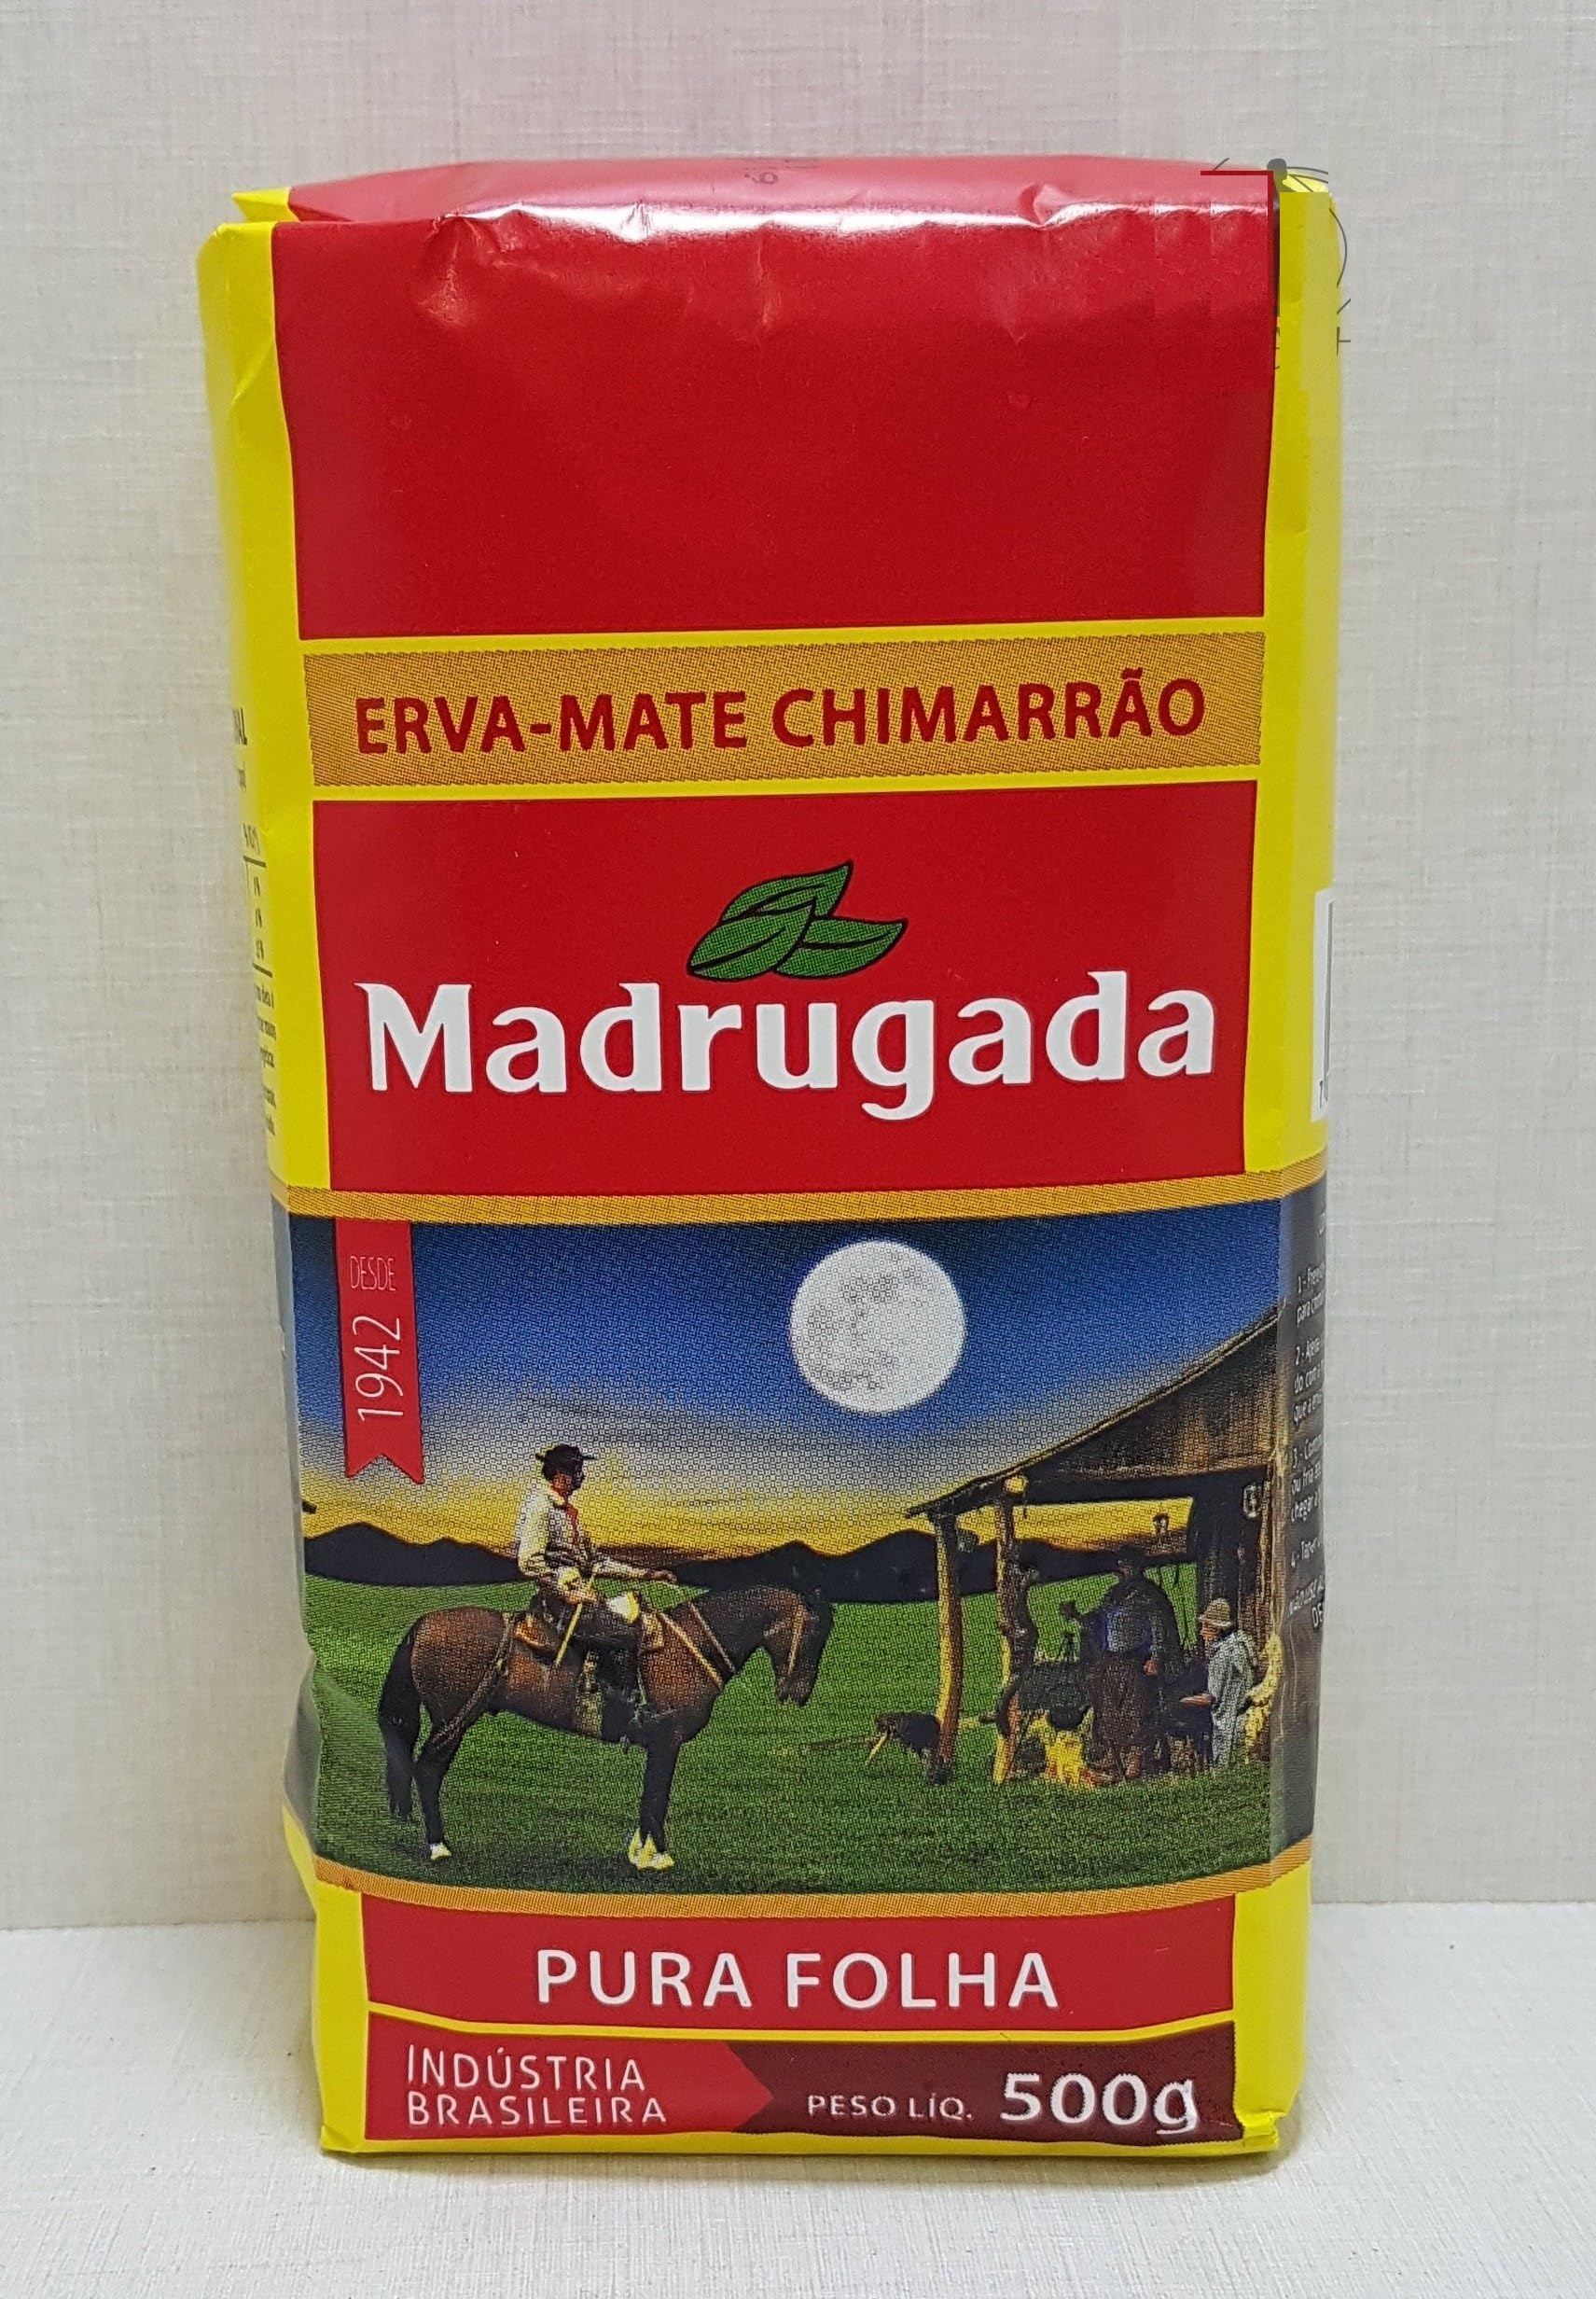 ERVA-MATE CHIMARRÃO
Madrugada
DESDE
1942
PURA FOLHA
INDÚSTRIA
BRASILEIRA
PESO LÍQ. 500g